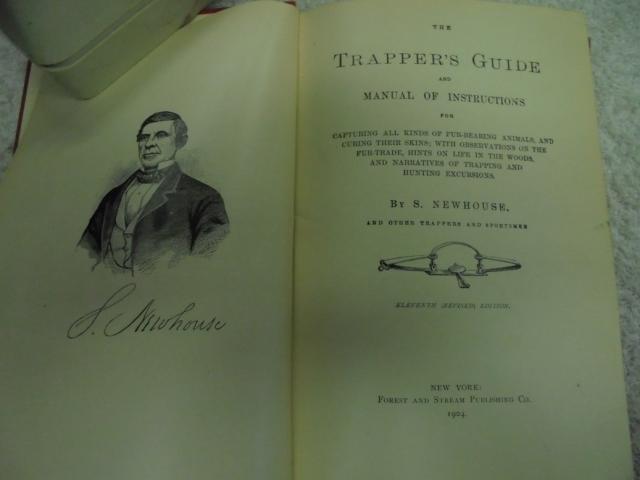 S. Newhouse
THE
TRAPPER'S GUIDE
AND
MANUAL OF INSTRUCTIONS
FOR
CAPTURING ALL KINDS OF FUR-BEARING ANIMALS, AND
CURING THEIR SKINS; WITH OBSERVATIONS ON THE
FUR-TRADE, HINTS ON LIFE IN THE WOODS,
AND NARRATIVES OF TRAPPING AND
HUNTING EXCURSIONS.
BY S. NEWHOUSE,
AND OTHER TRAPPERS AND SPORTSMEN
ELEVENTH (REVISED) EDITION.
NEW YORK:
FOREST AND STREAM PUBLISHING CO.
1904.